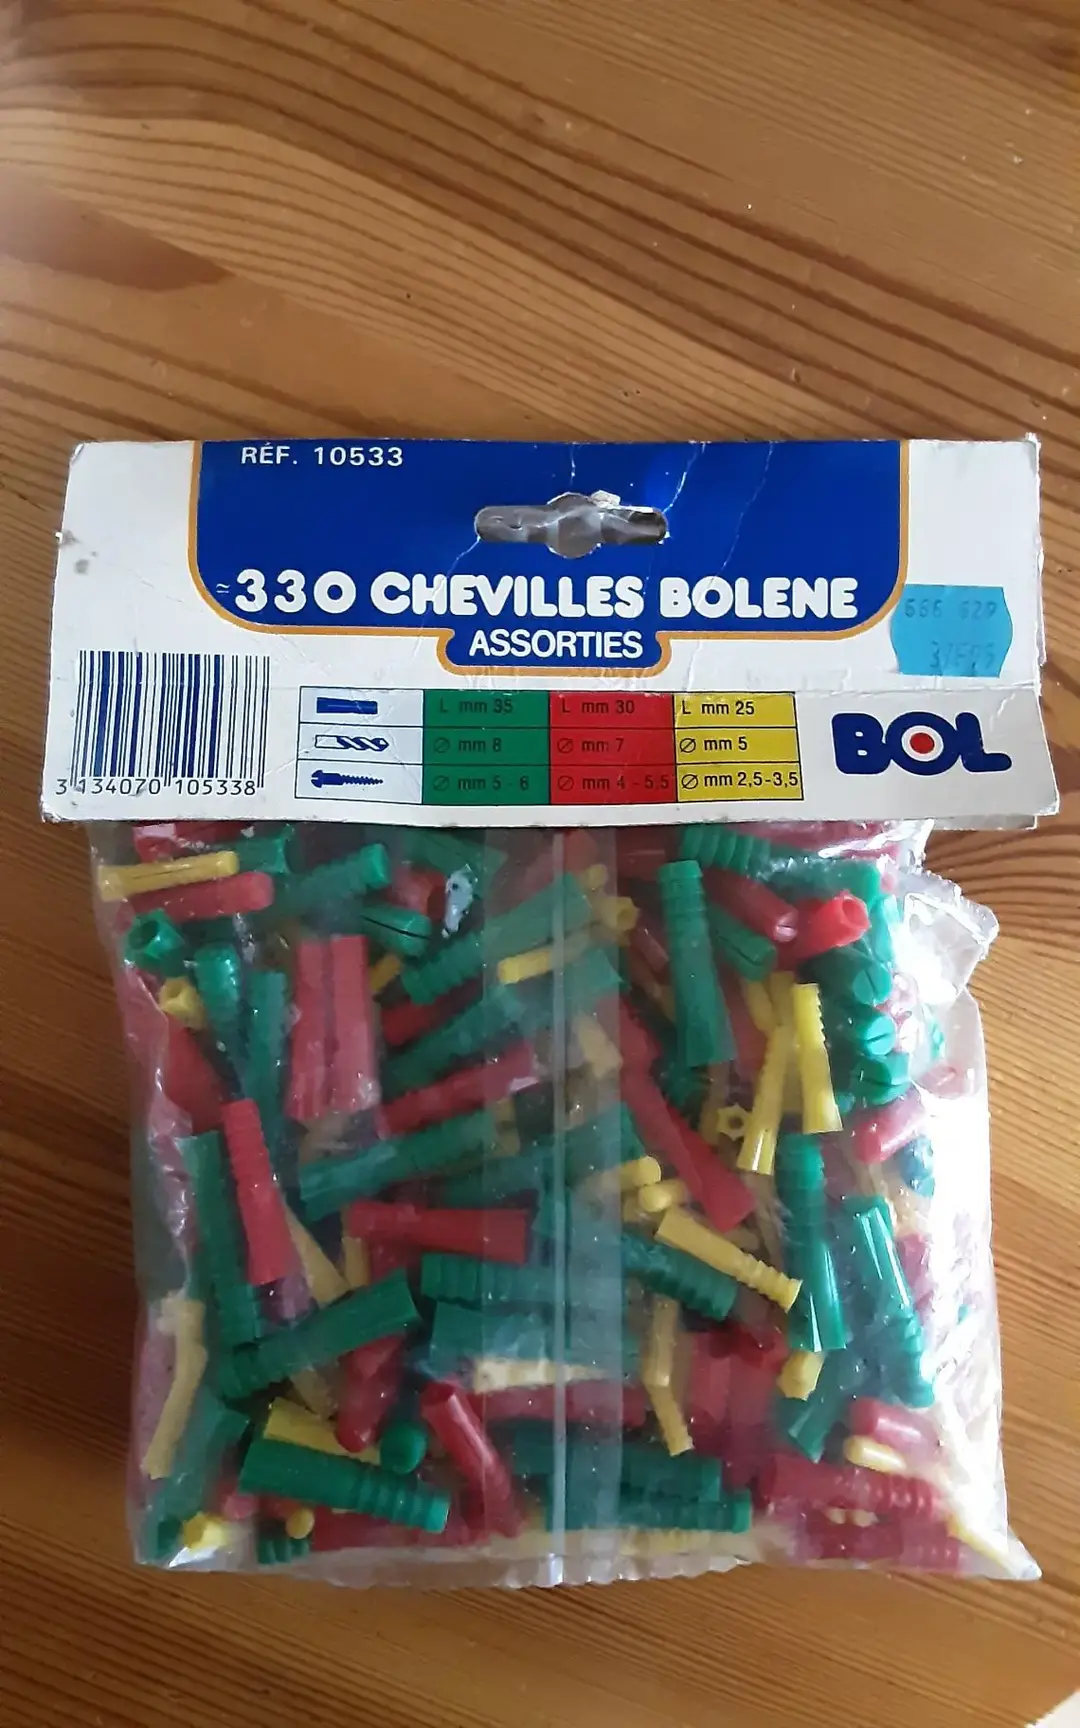 RÉF. 10533
≃330 CHEVILLES BOLENE
ASSORTIES
L mm 35 L mm 30 L mm 25
∅ mm 8 ∅ mm 7 ∅ mm 5
∅ mm 5 - 6 ∅ mm 4 - 5,5 ∅ mm 2,5-3,5
BOL
3 134070 105338